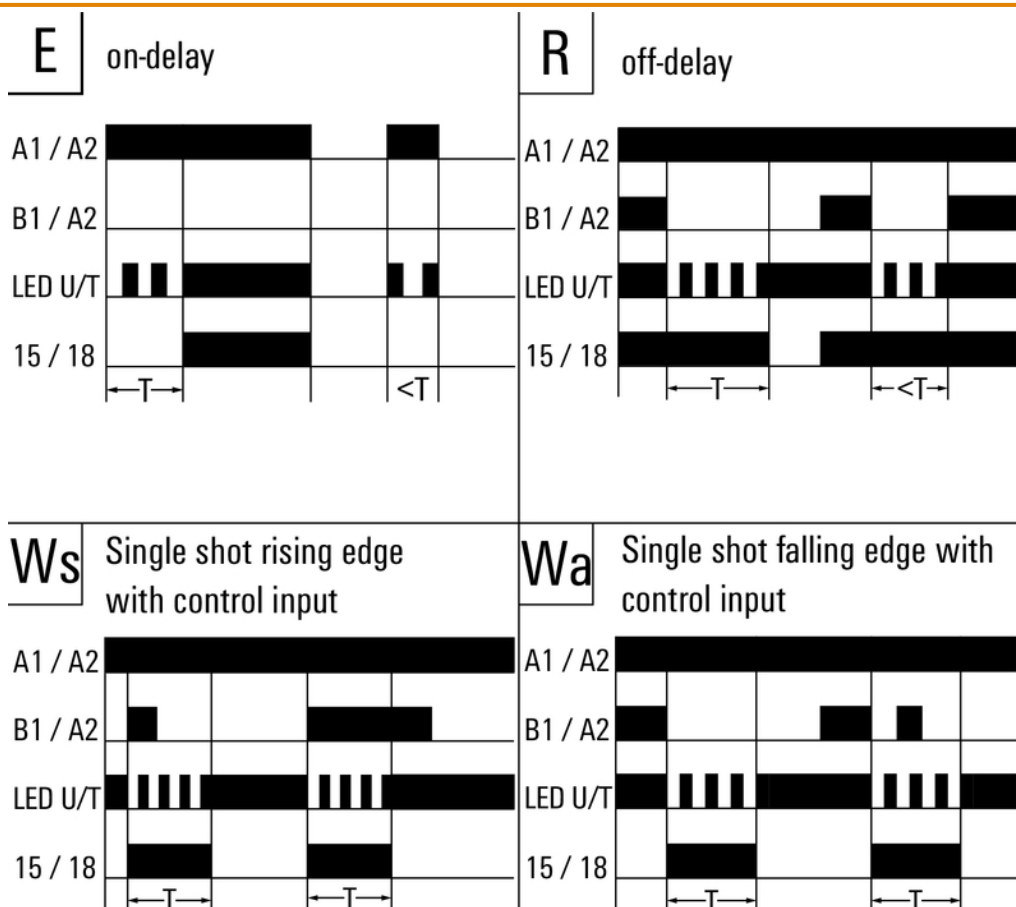 E
on-delay
A1 / A2
B1 / A2
LED U/T
15 / 18
T
<T
R
off-delay
A1 / A2
B1 / A2
LED U/T
15 / 18
T
<T
Ws
Single shot rising edge
with control input
A1 / A2
B1 / A2
LED U/T
15 / 18
T
T
Wa
Single shot falling edge with
control input
A1 / A2
B1 / A2
LED U/T
15 / 18
T
T